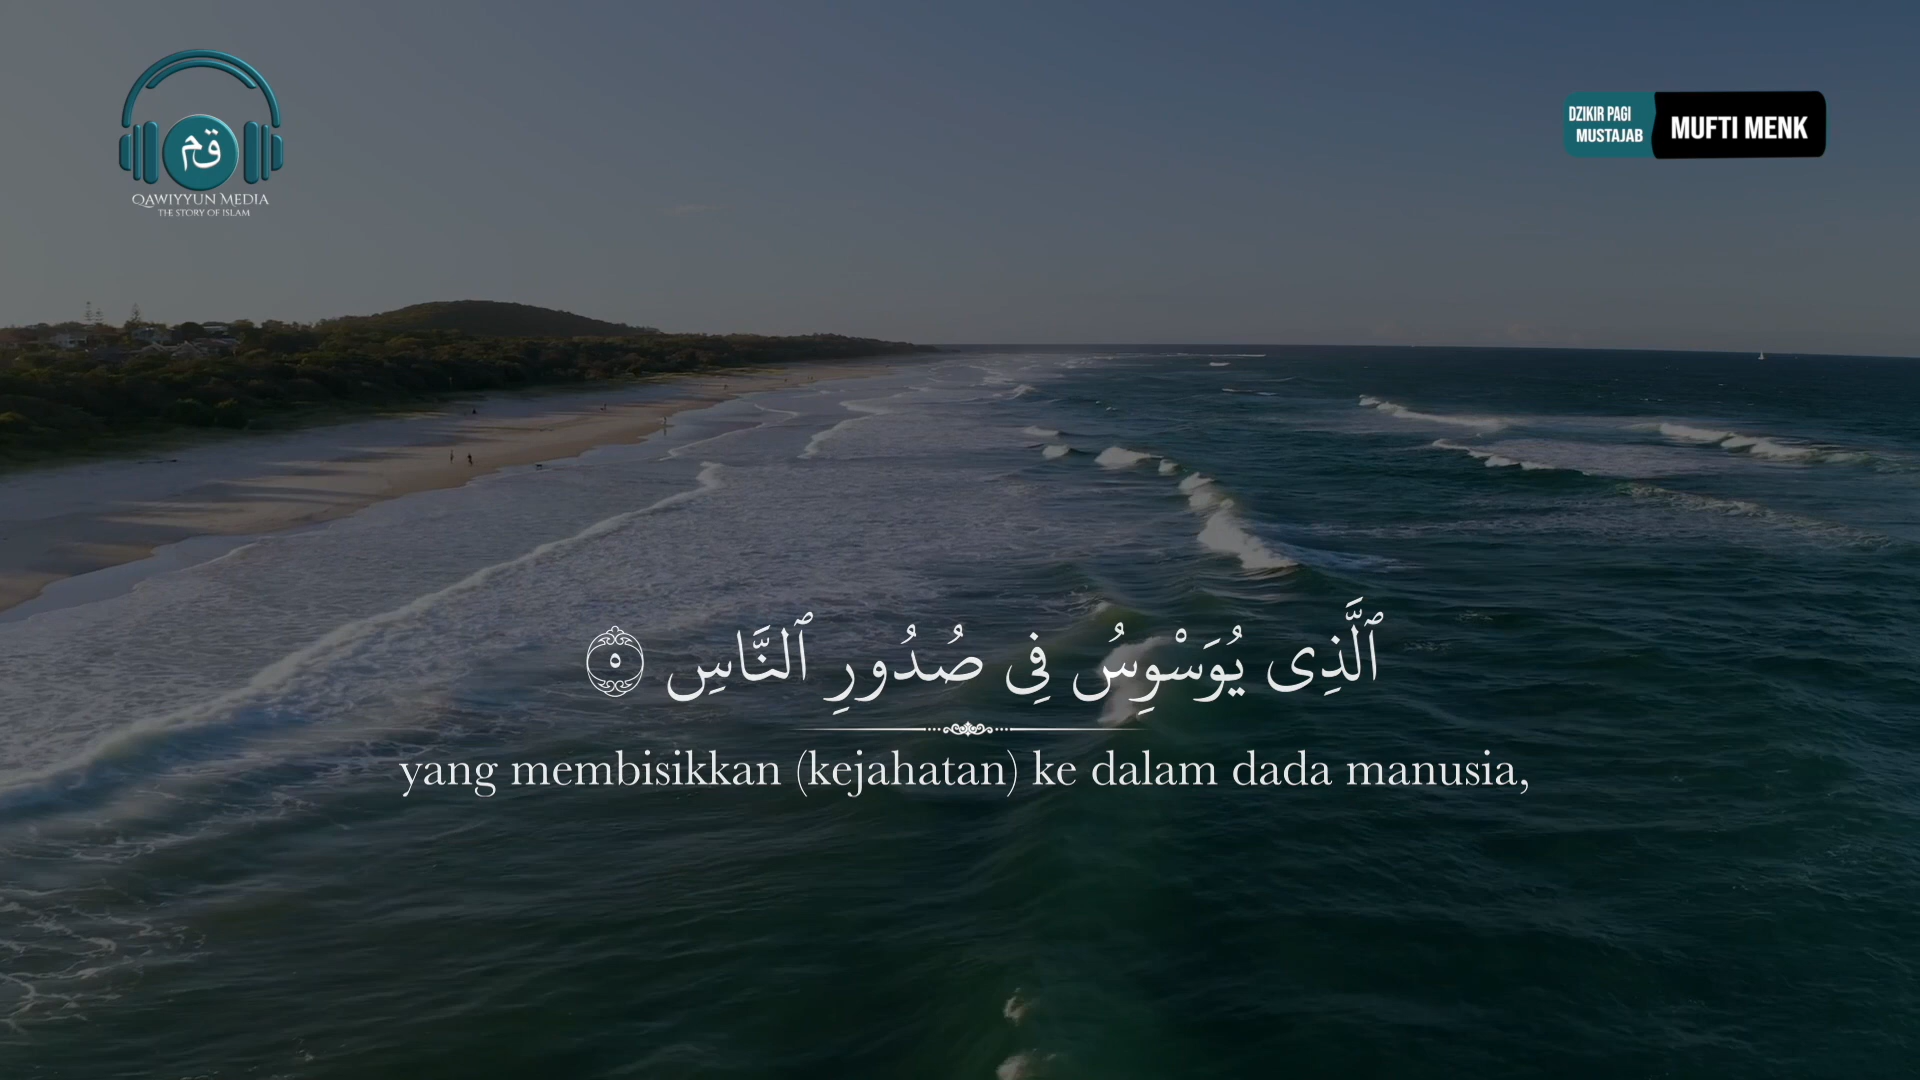 قم
QAWIYYUN MEDIA
THE STORY OF ISLAM
DZIKIR PAGI
MUSTAJAB
MUFTI MENK
ٱلَّذِى يُوَسْوِسُ فِى صُدُورِ ٱلنَّاسِ ٥
yang membisikkan (kejahatan) ke dalam dada manusia,